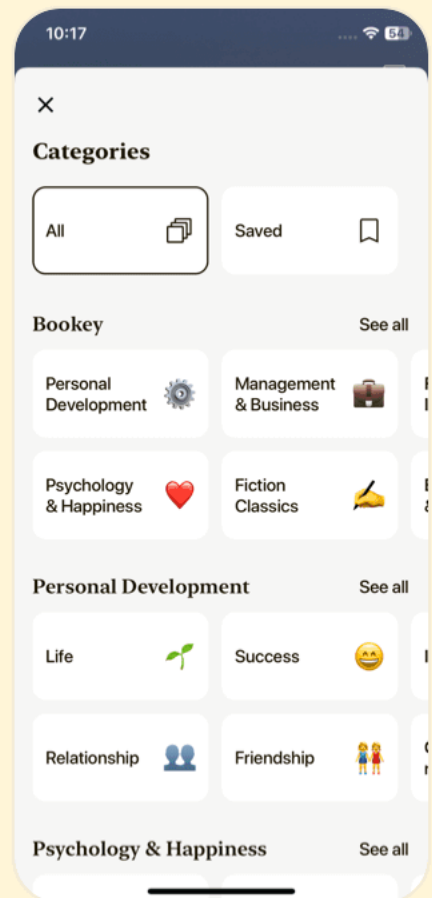 10:17
54
Categories
All
Saved
Bookey
See all
Personal
Development
Management
& Business
Psychology
& Happiness
Fiction
Classics
Personal Development
See all
Life
Success
Relationship
Friendship
Psychology & Happiness
See all